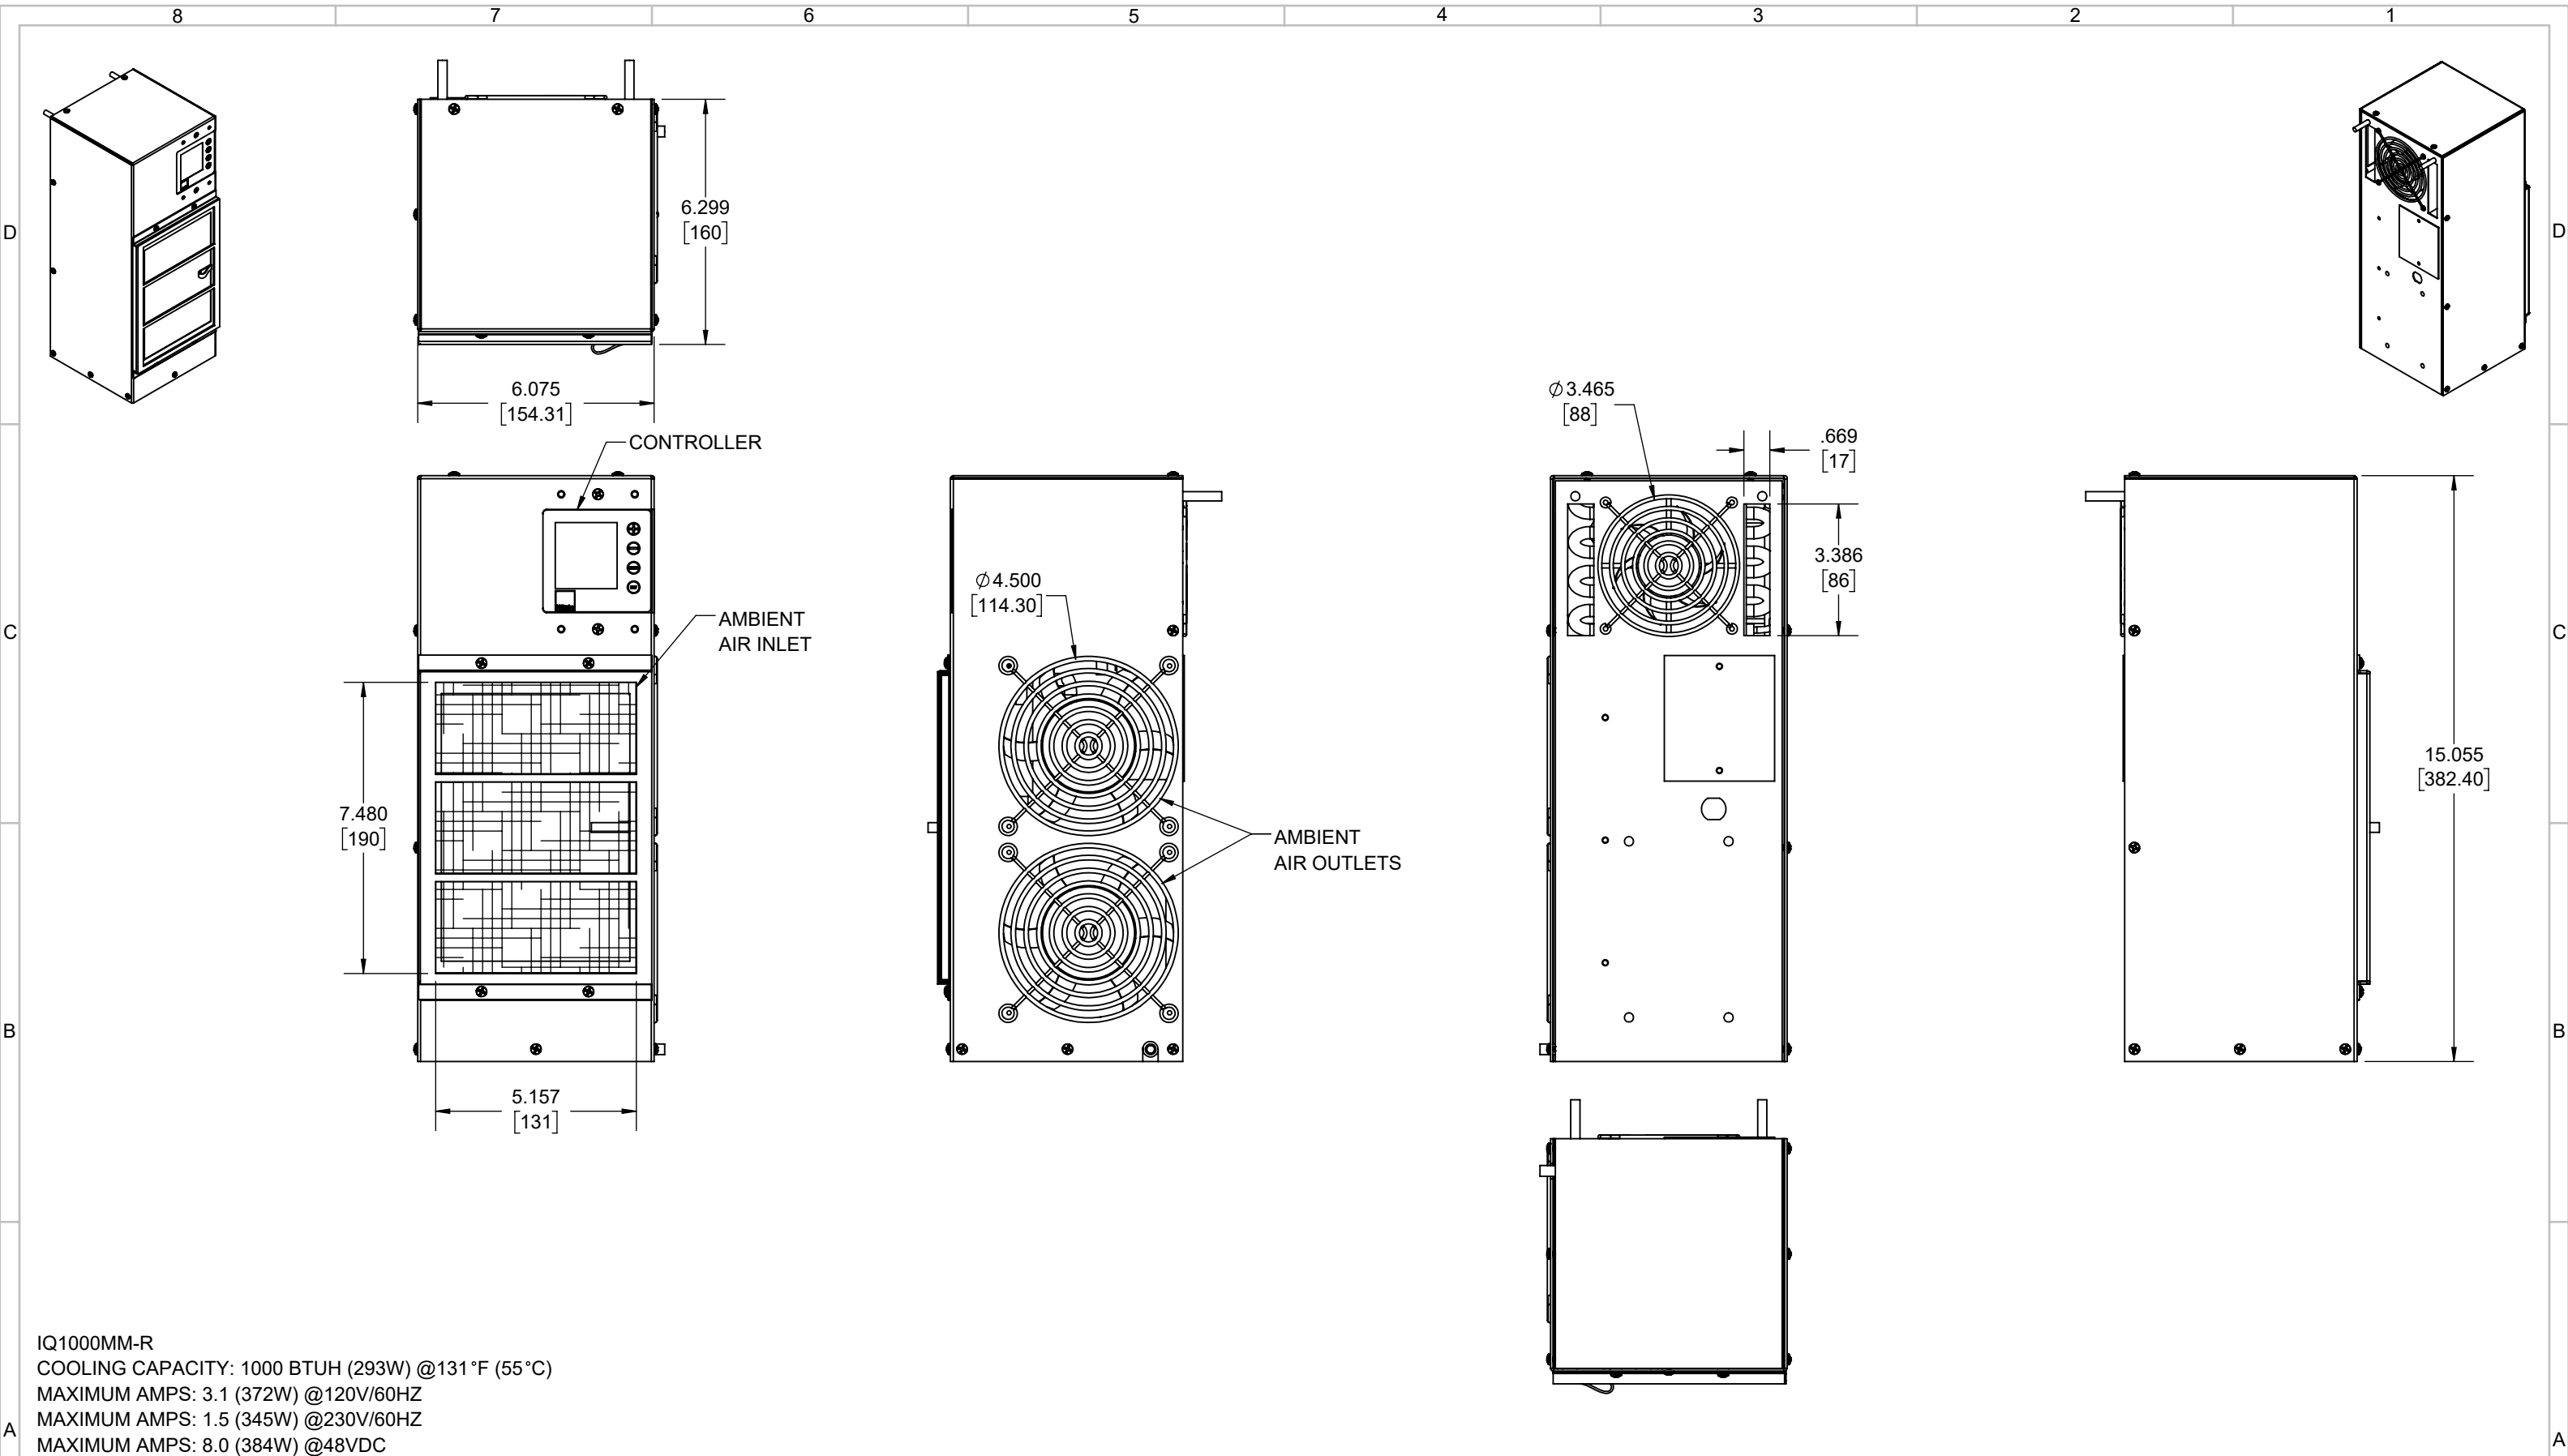 8 7 6 5 4 3 2 1
D
D
6.299
[160]
6.075
[154.31]
CONTROLLER
Ø3.465
[88]
.669
[17]
3.386
[86]
Ø4.500
[114.30]
AMBIENT
AIR INLET
C
C
7.480
[190]
AMBIENT
AIR OUTLETS
15.055
[382.40]
B
B
5.157
[131]
IQ1000MM-R
COOLING CAPACITY: 1000 BTUH (293W) @131°F (55°C)
MAXIMUM AMPS: 3.1 (372W) @120V/60HZ
MAXIMUM AMPS: 1.5 (345W) @230V/60HZ
MAXIMUM AMPS: 8.0 (384W) @48VDC
A
A